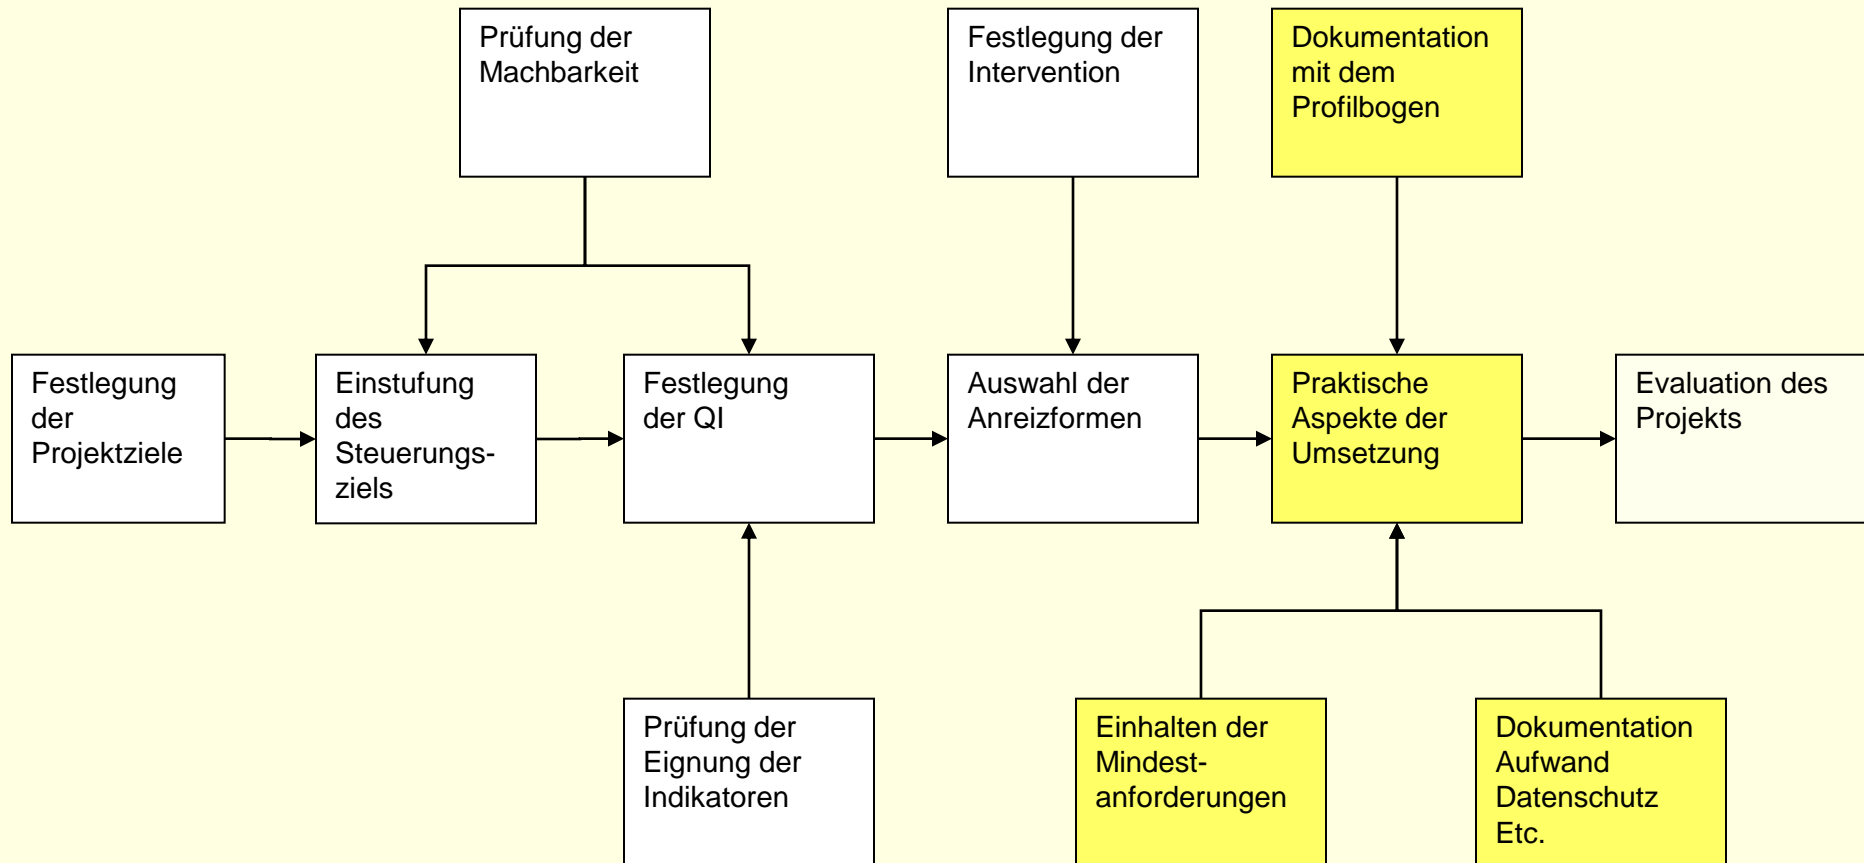 Prüfung der
Machbarkeit
Festlegung der
Intervention
Dokumentation
mit dem
Profilbogen
Festlegung
der
Projektziele
Einstufung
des
Steuerungs-
ziels
Festlegung
der QI
Auswahl der
Anreizformen
Praktische
Aspekte der
Umsetzung
Evaluation des
Projekts
Prüfung der
Eignung der
Indikatoren
Einhalten der
Mindest-
anforderungen
Dokumentation
Aufwand
Datenschutz
Etc.